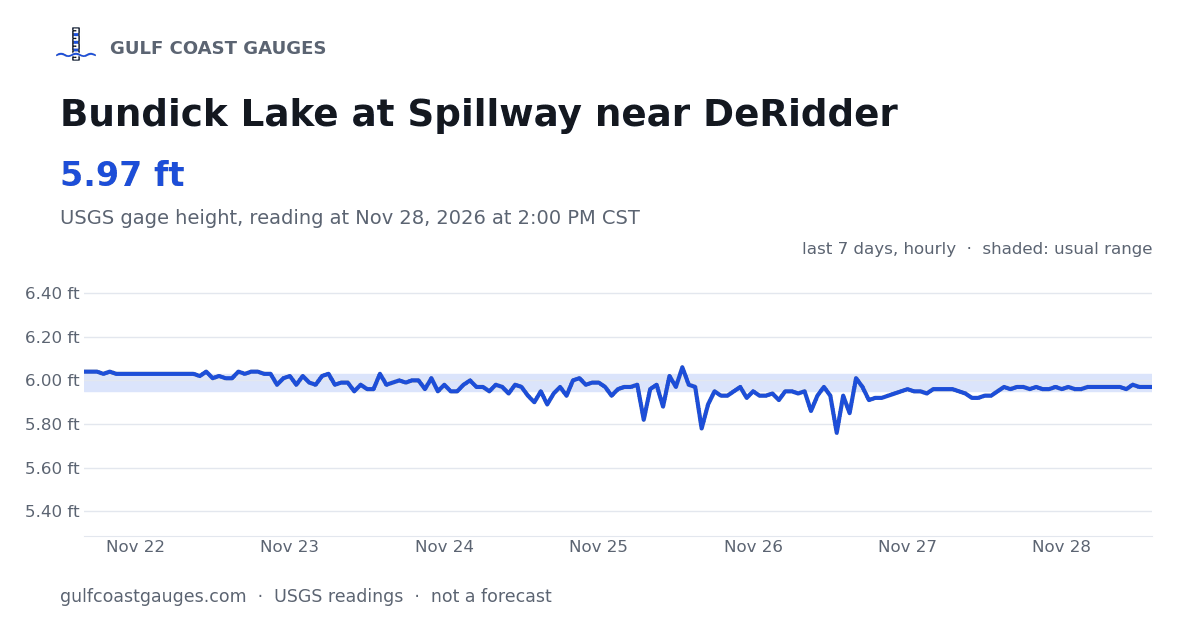 GULF COAST GAUGES
Bundick Lake at Spillway near DeRidder
5.97 ft
USGS gage height, reading at Nov 28, 2026 at 2:00 PM CST
last 7 days, hourly · shaded: usual range
6.40 ft
6.20 ft
6.00 ft
5.80 ft
5.60 ft
5.40 ft
Nov 22 Nov 23 Nov 24 Nov 25 Nov 26 Nov 27 Nov 28
gulfcoastgauges.com · USGS readings · not a forecast